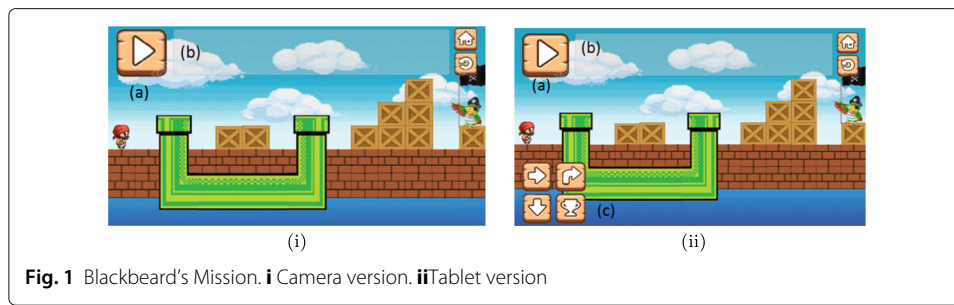 (b)
(a)
(b)
(a)
(c)
(i)
(ii)
Fig. 1 Blackbeard's Mission. i Camera version. iiTablet version